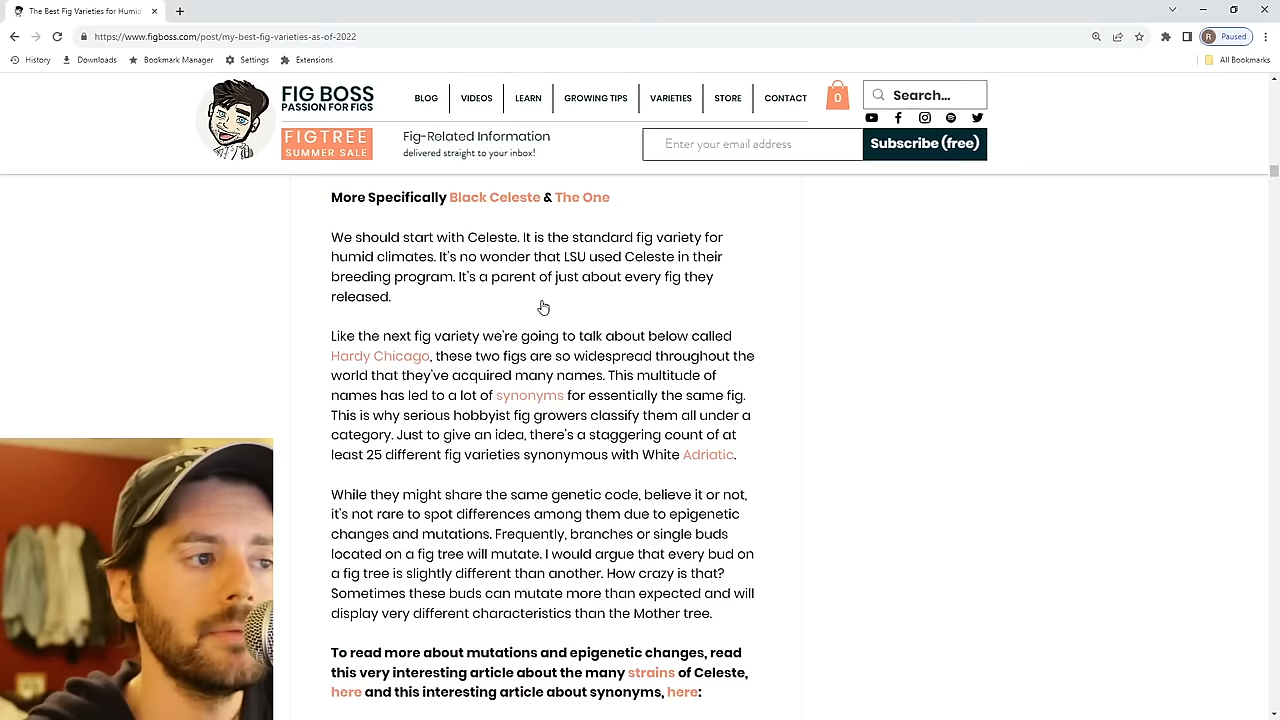 The Best Fig Varieties for Humid
https://www.figboss.com/post/my-best-fig-varieties-as-of-2022
R Paused
History Downloads Bookmark Manager Settings Extensions All Bookmarks
FIG BOSS
PASSION FOR FIGS
BLOG VIDEOS LEARN GROWING TIPS VARIETIES STORE CONTACT
0
Search...
FIGTREE
SUMMER SALE
Fig-Related Information
delivered straight to your inbox!
Enter your email address
Subscribe (free)
More Specifically Black Celeste & The One
We should start with Celeste. It is the standard fig variety for
humid climates. It's no wonder that LSU used Celeste in their
breeding program. It's a parent of just about every fig they
released.
Like the next fig variety we're going to talk about below called
Hardy Chicago, these two figs are so widespread throughout the
world that they've acquired many names. This multitude of
names has led to a lot of synonyms for essentially the same fig.
This is why serious hobbyist fig growers classify them all under a
category. Just to give an idea, there's a staggering count of at
least 25 different fig varieties synonymous with White Adriatic.
While they might share the same genetic code, believe it or not,
it's not rare to spot differences among them due to epigenetic
changes and mutations. Frequently, branches or single buds
located on a fig tree will mutate. I would argue that every bud on
a fig tree is slightly different than another. How crazy is that?
Sometimes these buds can mutate more than expected and will
display very different characteristics than the Mother tree.
To read more about mutations and epigenetic changes, read
this very interesting article about the many strains of Celeste,
here and this interesting article about synonyms, here: